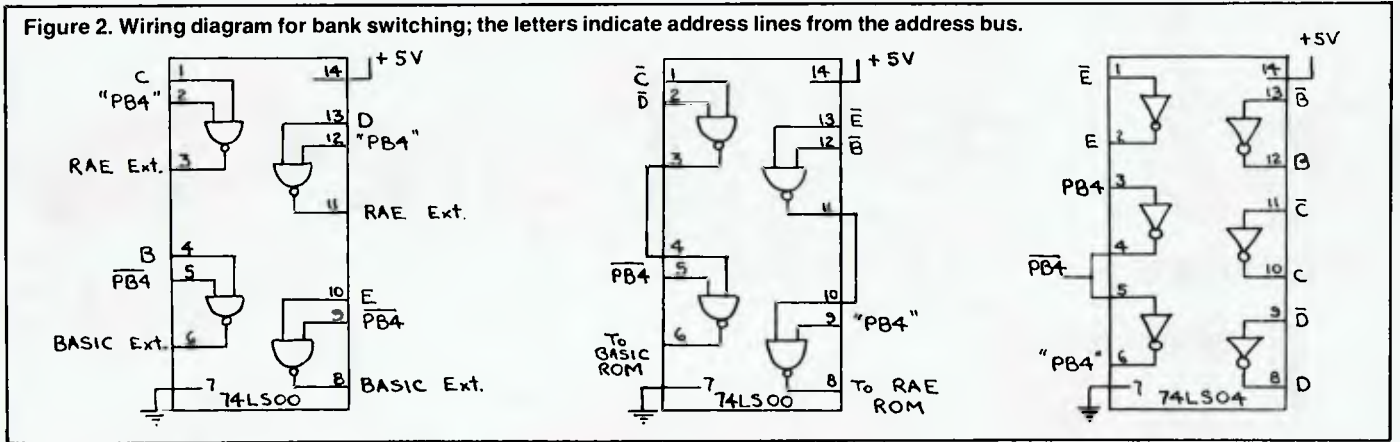 Figure 2. Wiring diagram for bank switching; the letters indicate address lines from the address bus.
C
1
"PB4"
2
RAE Ext.
3
B
4
PB4̅
5
BASIC Ext.
6
7
74LS00
14
+5V
13
D
12
"PB4"
11
RAE Ext.
10
E
9
PB4̅
8
BASIC Ext.
C̅
1
D̅
2
3
4
PB4̅
5
6
To
BASIC
ROM
7
74LS00
14
+5V
13
E̅
12
B̅
11
10
9
"PB4"
8
To RAE
ROM
E̅
1
E
2
PB4
3
4
PB4̅
5
"PB4"
6
7
74LS04
+5V
14
13
B̅
12
B
11
C̅
10
C
9
D̅
8
D